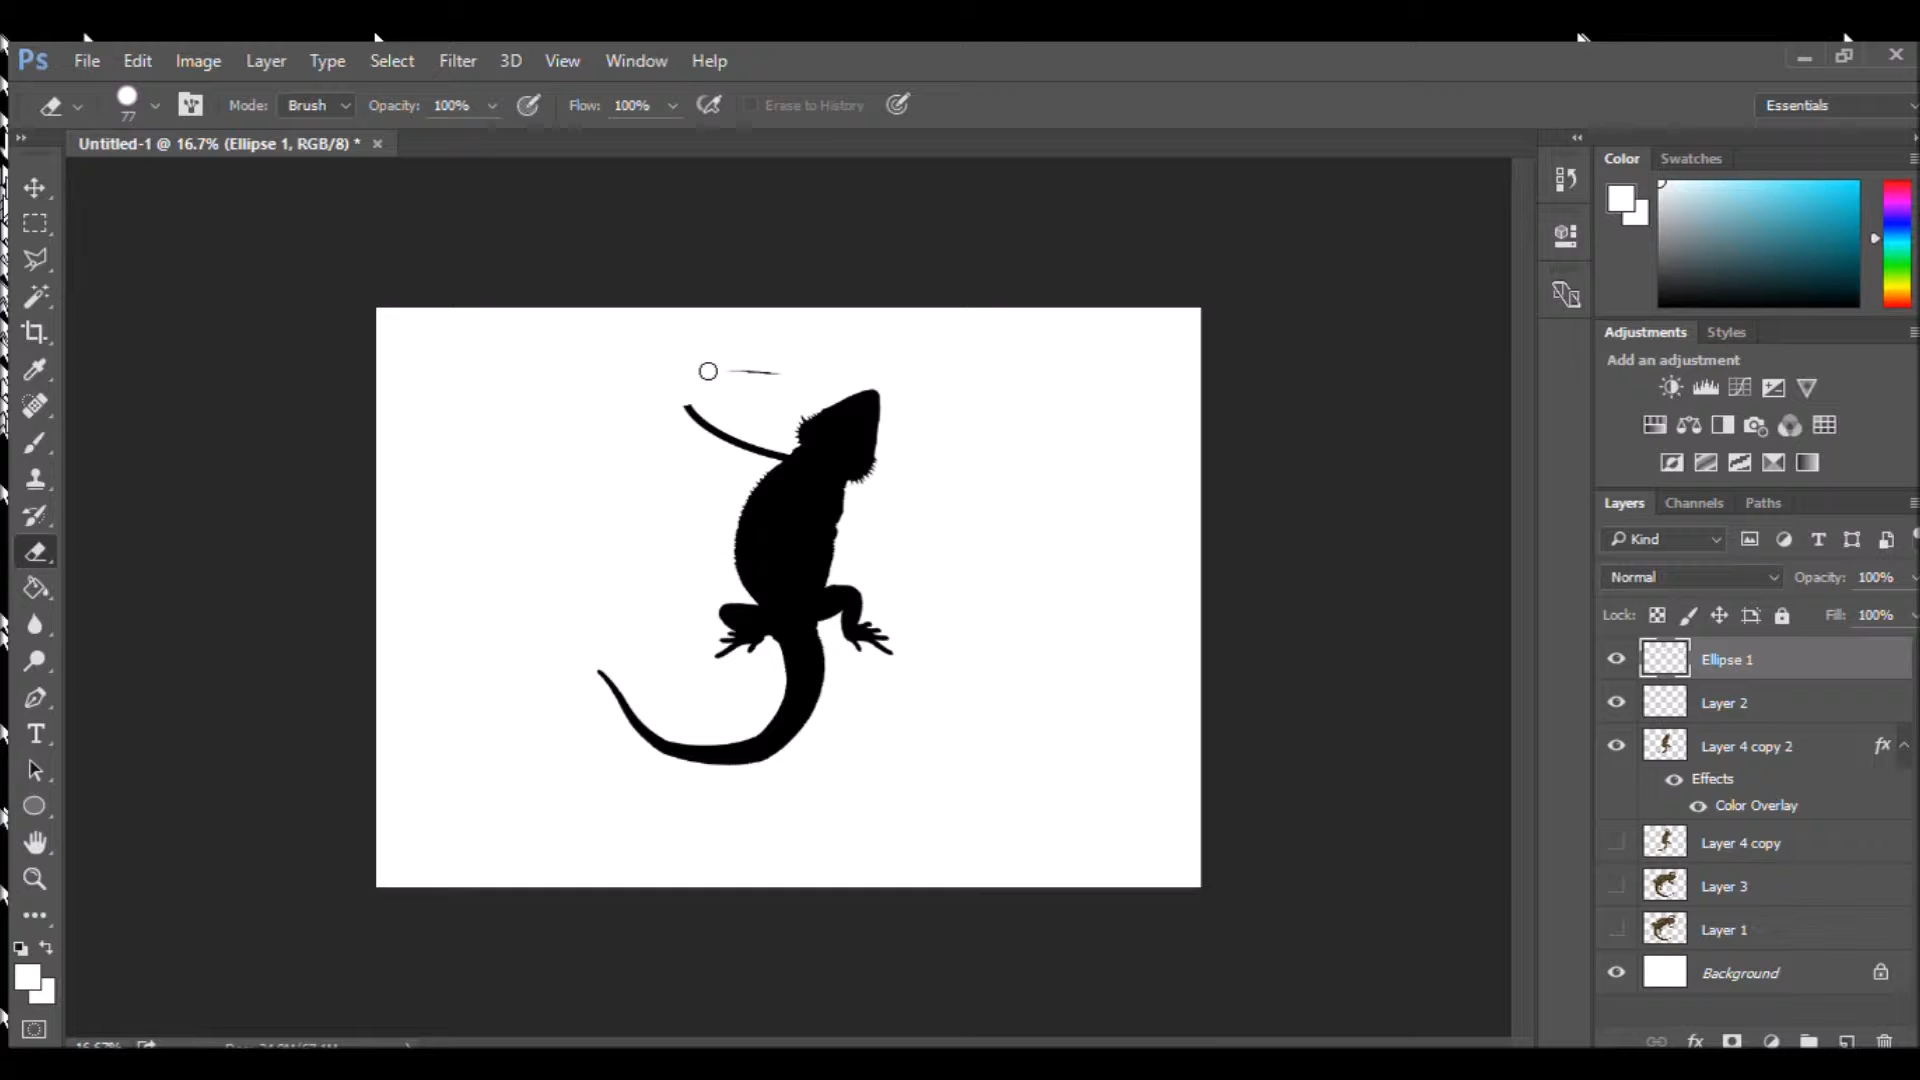 Ps File Edit Image Layer Type Select Filter 3D View Window Help
77 Mode: Brush Opacity: 100% Flow: 100% Erase to History Essentials
Untitled-1 @ 16.7% (Ellipse 1, RGB/8) *
Color Swatches
Adjustments Styles
Add an adjustment
Layers Channels Paths
Kind
Normal Opacity: 100%
Lock: Fill: 100%
Ellipse 1
Layer 2
Layer 4 copy 2 fx
Effects
Color Overlay
Layer 4 copy
Layer 3
Layer 1
Background
fx